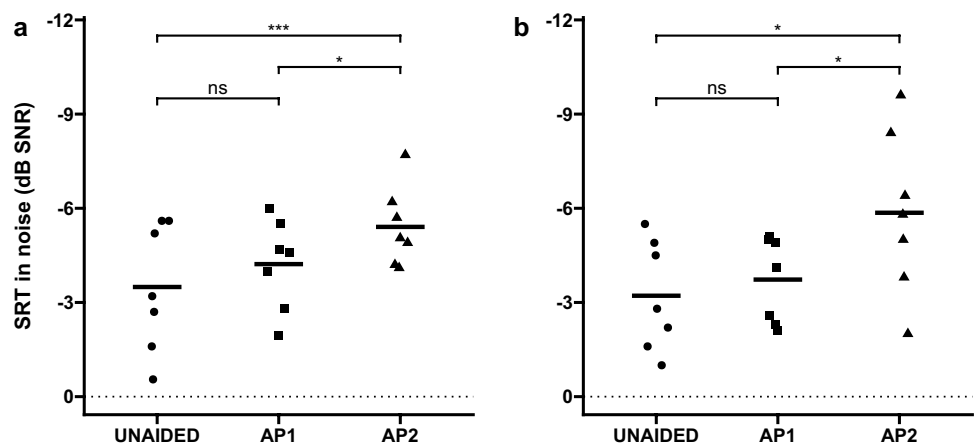 a
SRT in noise (dB SNR)
-12
-9
-6
-3
0
***
*
ns
UNAIDED
AP1
AP2
b
-12
-9
-6
-3
0
*
*
ns
UNAIDED
AP1
AP2